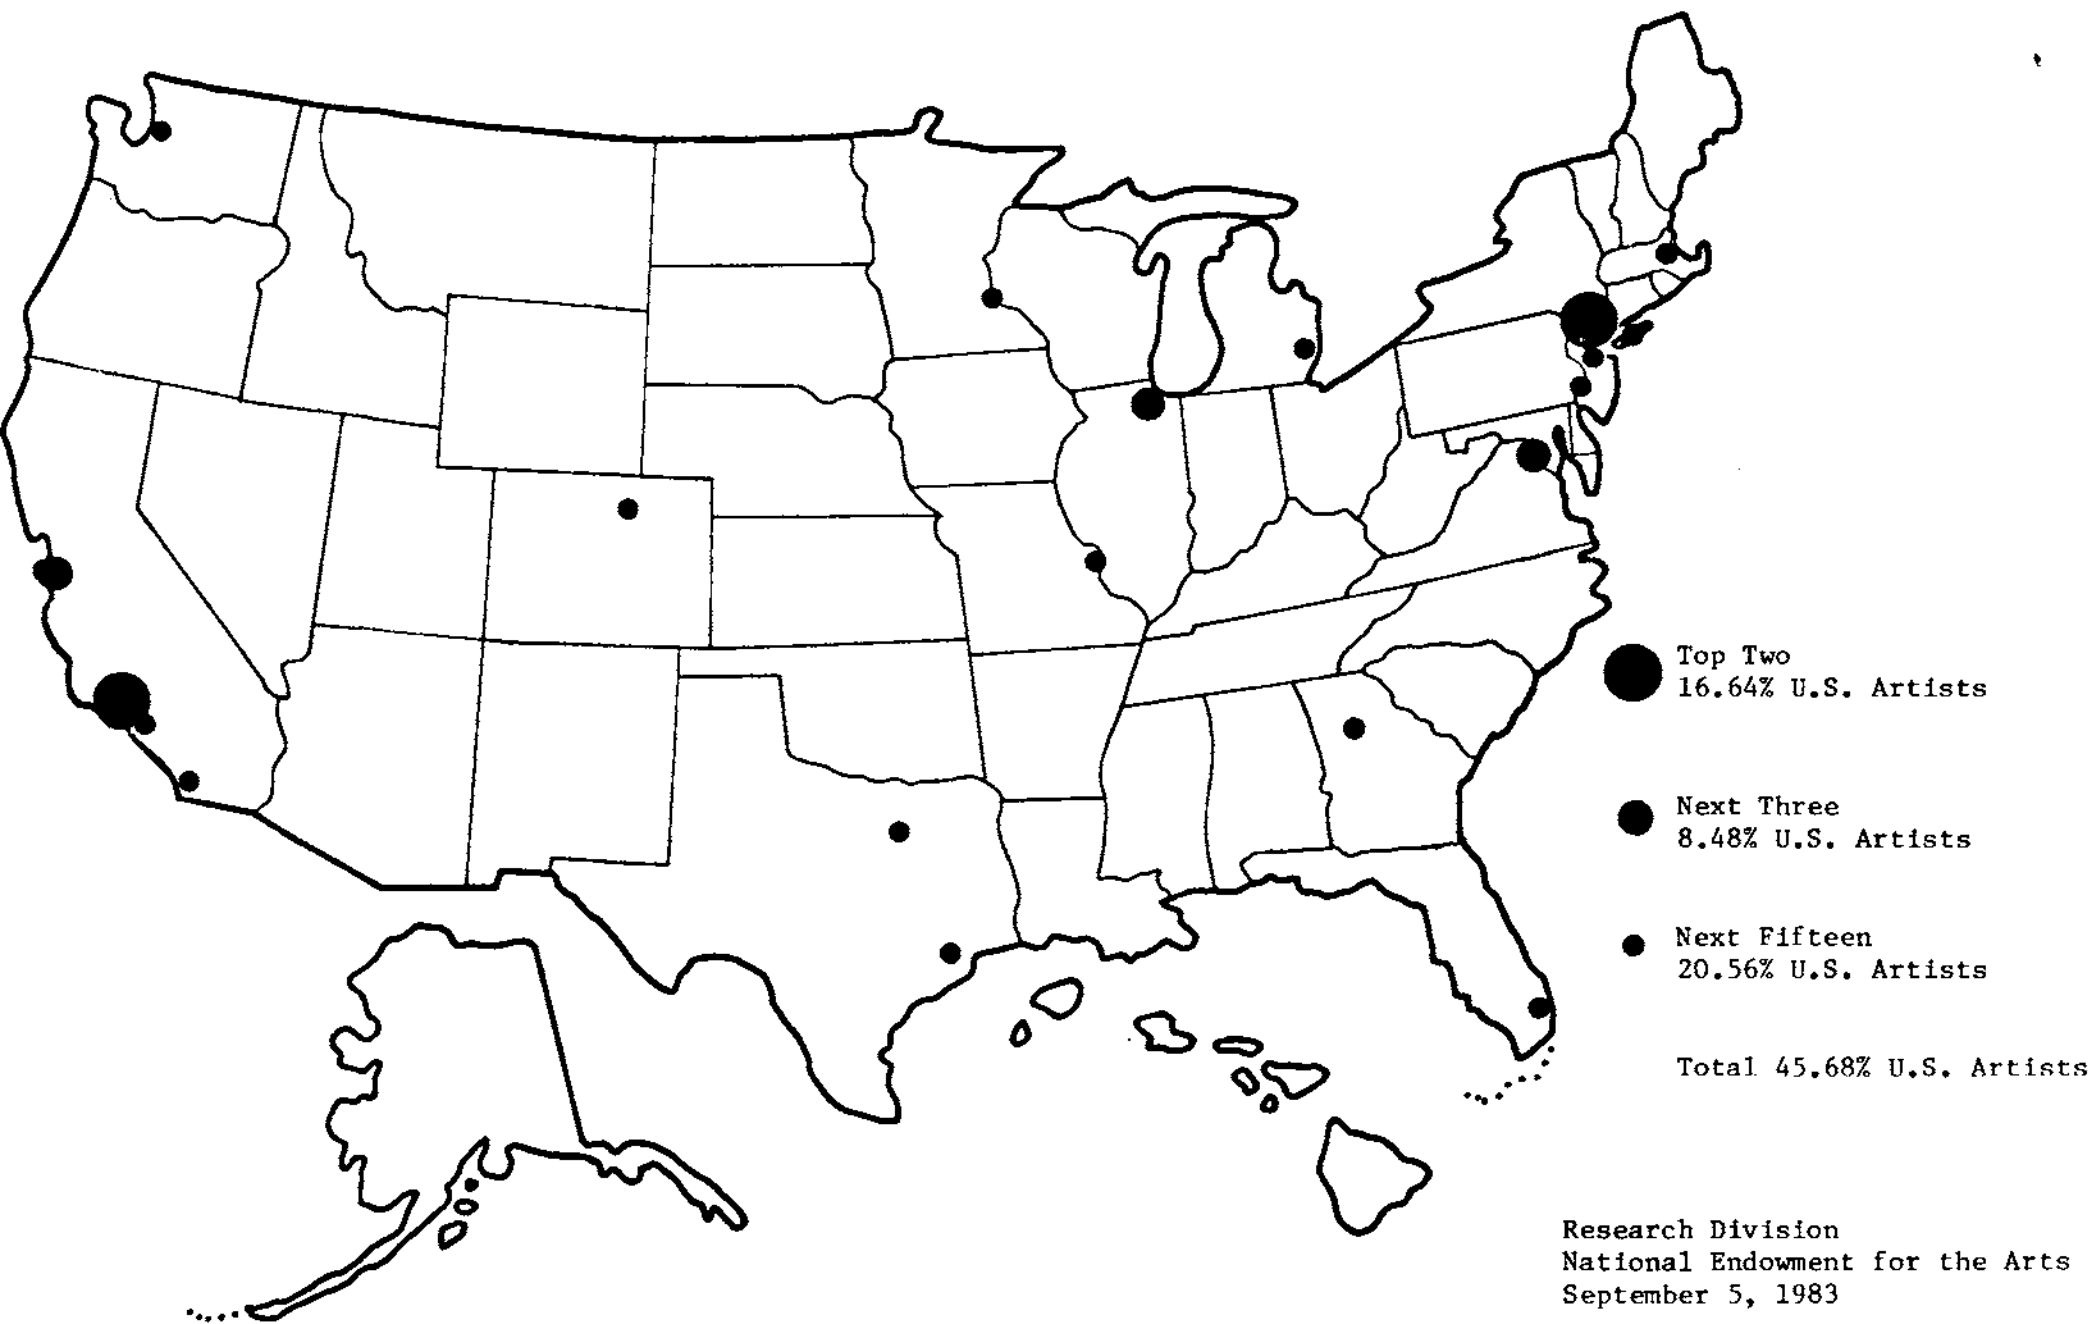 Top Two
16.64% U.S. Artists
Next Three
8.48% U.S. Artists
Next Fifteen
20.56% U.S. Artists
Total 45.68% U.S. Artists
Research Division
National Endowment for the Arts
September 5, 1983